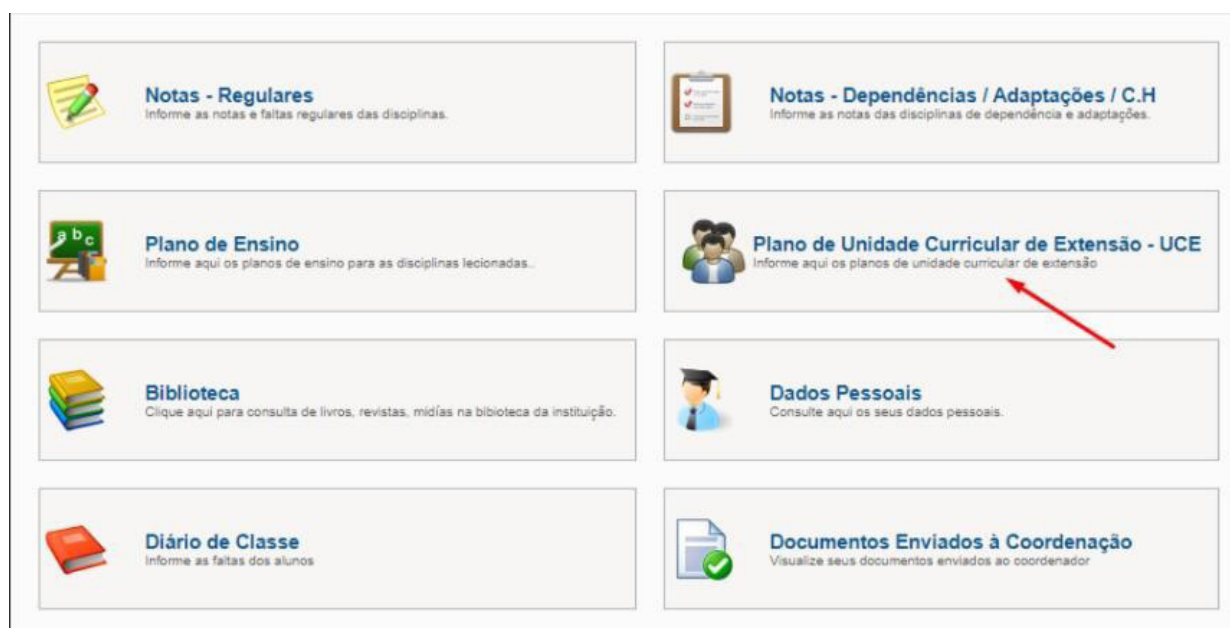 Notas - Regulares
Informe as notas e faltas regulares das disciplinas.
Notas - Dependências / Adaptações / C.H
Informe as notas das disciplinas de dependência e adaptações.
abc
Plano de Ensino
Informe aqui os planos de ensino para as disciplinas lecionadas..
Plano de Unidade Curricular de Extensão - UCE
Informe aqui os planos de unidade curricular de extensão
Biblioteca
Clique aqui para consulta de livros, revistas, midías na bibioteca da instituição.
Dados Pessoais
Consulte aqui os seus dados pessoais.
Diário de Classe
Informe as faltas dos alunos
Documentos Enviados à Coordenação
Visualize seus documentos enviados ao coordenador